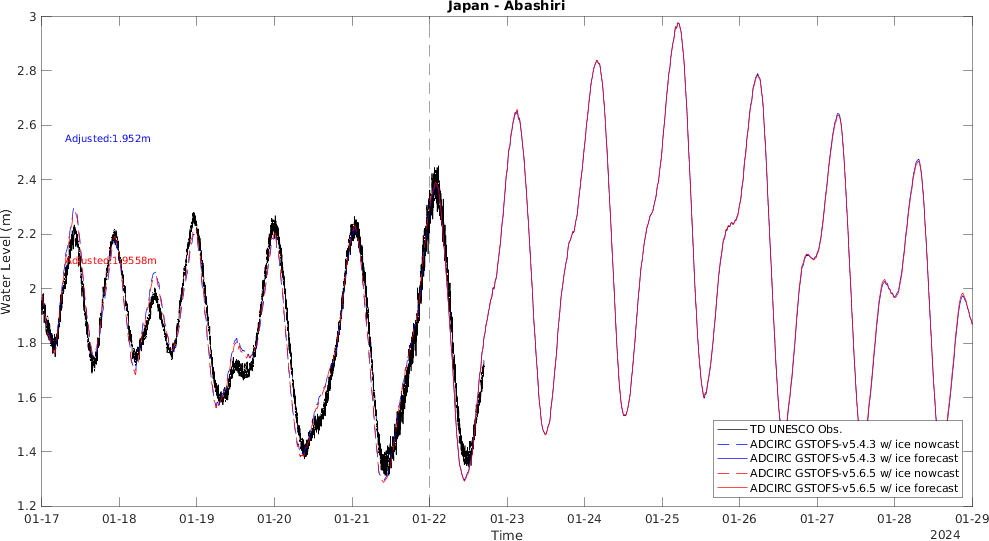 Japan - Abashiri
3
2.8
2.6
2.4
2.2
2
1.8
1.6
1.4
1.2
Water Level (m)
Adjusted:1.952m
Adjusted:1.9558m
TD UNESCO Obs.
ADCIRC GSTOFS-v5.4.3 w/ ice nowcast
ADCIRC GSTOFS-v5.4.3 w/ ice forecast
ADCIRC GSTOFS-v5.6.5 w/ ice nowcast
ADCIRC GSTOFS-v5.6.5 w/ ice forecast
01-17 01-18 01-19 01-20 01-21 01-22 01-23 01-24 01-25 01-26 01-27 01-28 01-29
Time
2024